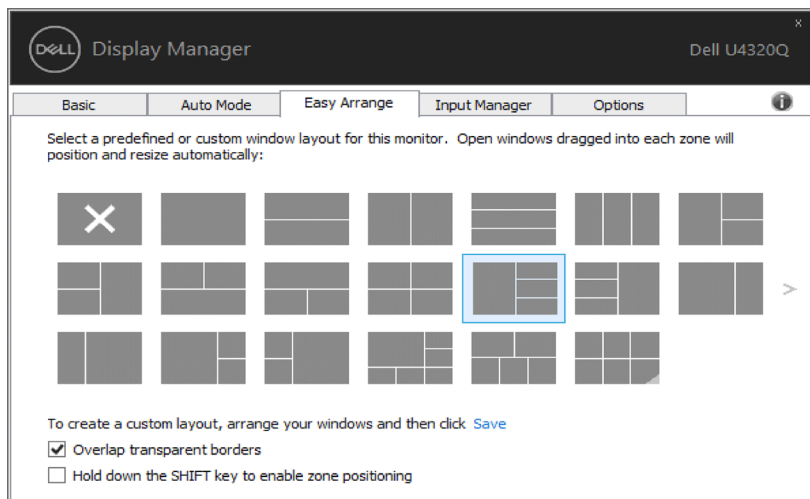 DELL Display Manager
x
Dell U4320Q
Basic
Auto Mode
Easy Arrange
Input Manager
Options
i
Select a predefined or custom window layout for this monitor. Open windows dragged into each zone will
position and resize automatically:
>
To create a custom layout, arrange your windows and then click Save
Overlap transparent borders
Hold down the SHIFT key to enable zone positioning